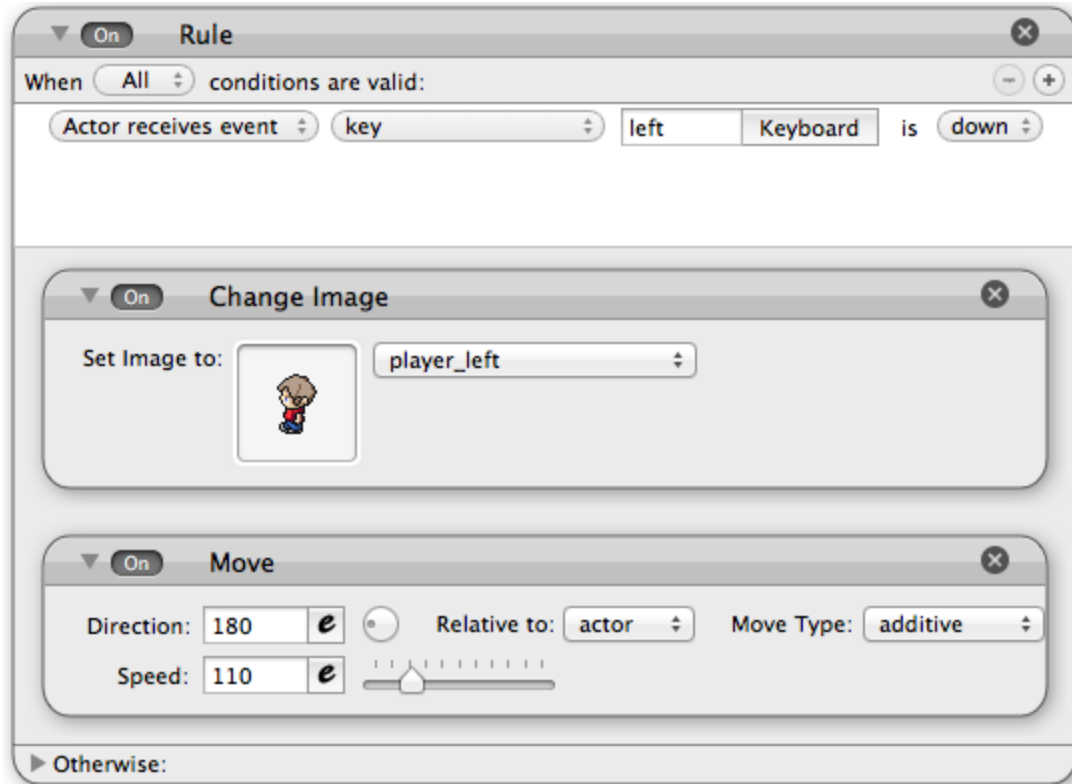 On Rule
When All conditions are valid:
Actor receives event key left Keyboard is down
On Change Image
Set Image to: player_left
On Move
Direction: 180 e Relative to: actor Move Type: additive
Speed: 110 e
Otherwise: